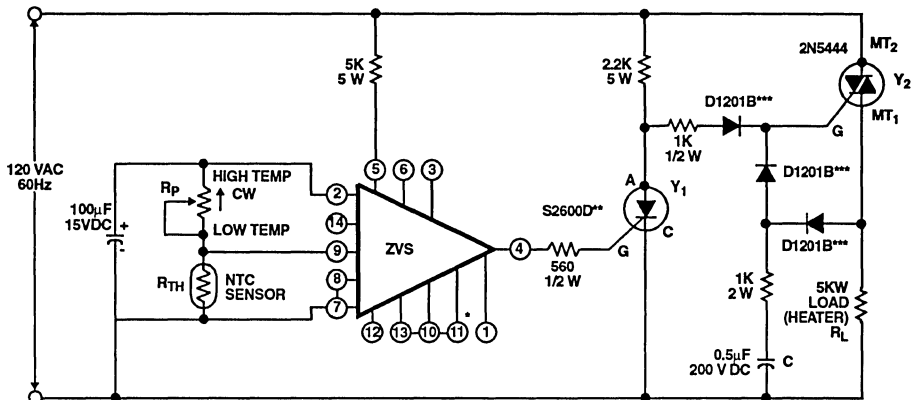 120 VAC
60Hz
100μF
15VDC
+
-
RP
HIGH TEMP
CW
LOW TEMP
RTH
NTC
SENSOR
5K
5 W
5
6
3
2
14
9
8
7
ZVS
4
12
13
10
11
*
1
560
1/2 W
S2600D**
G
A
Y1
C
2.2K
5 W
1K
1/2 W
D1201B***
2N5444
MT2
Y2
MT1
G
D1201B***
D1201B***
1K
2 W
5KW
LOAD
(HEATER)
RL
0.5μF
200 V DC
C